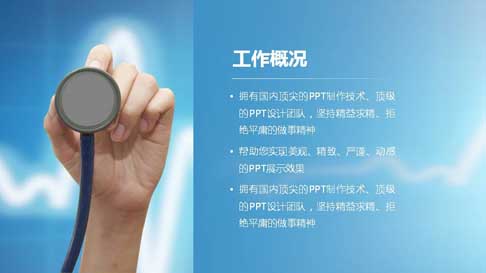 工作概况
• 拥有国内顶尖的PPT制作技术、顶级
的PPT设计团队，坚持精益求精、拒
绝平庸的做事精神
• 帮助您实现美观、精致、严谨、动感
的PPT展示效果
• 拥有国内顶尖的PPT制作技术、顶级
的PPT设计团队，坚持精益求精、拒
绝平庸的做事精神